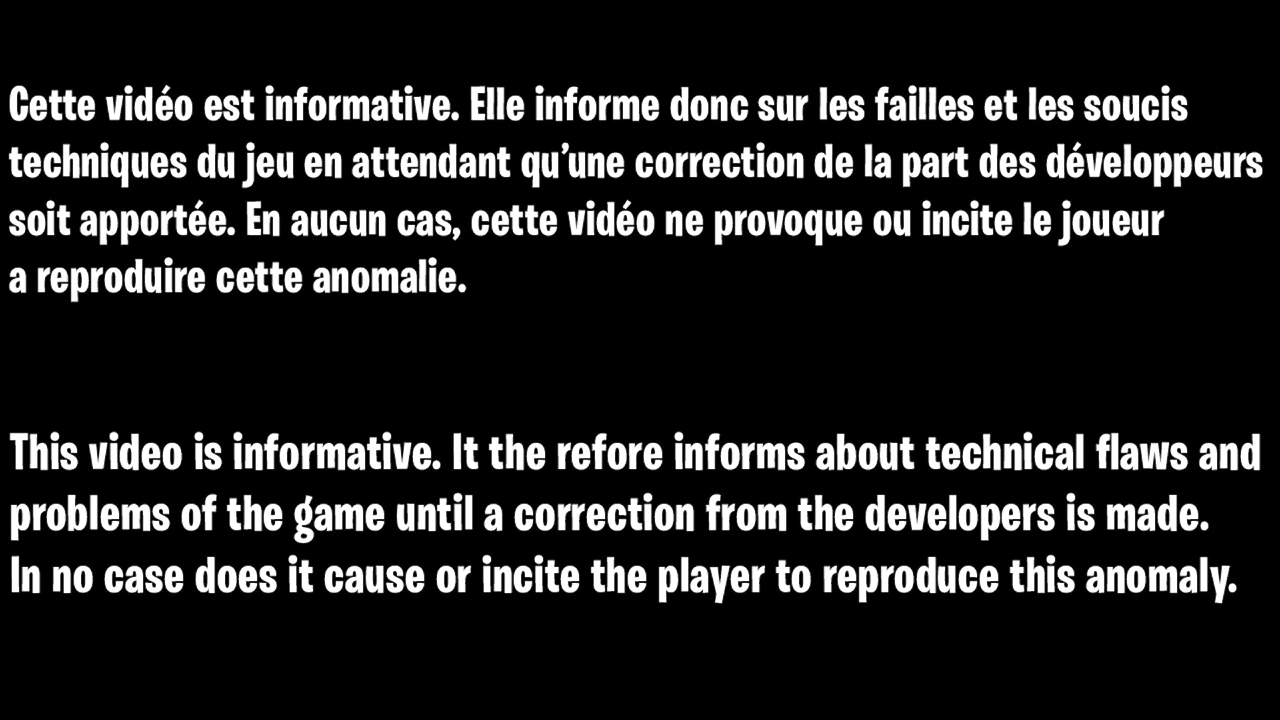 Cette vidéo est informative. Elle informe donc sur les failles et les soucis
techniques du jeu en attendant qu’une correction de la part des développeurs
soit apportée. En aucun cas, cette vidéo ne provoque ou incite le joueur
a reproduire cette anomalie.
This video is informative. It the refore informs about technical flaws and
problems of the game until a correction from the developers is made.
In no case does it cause or incite the player to reproduce this anomaly.